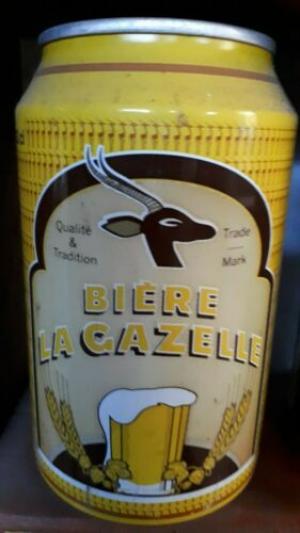 Qualité
&
Tradition
Trade
Mark
BIÈRE
LA GAZELLE